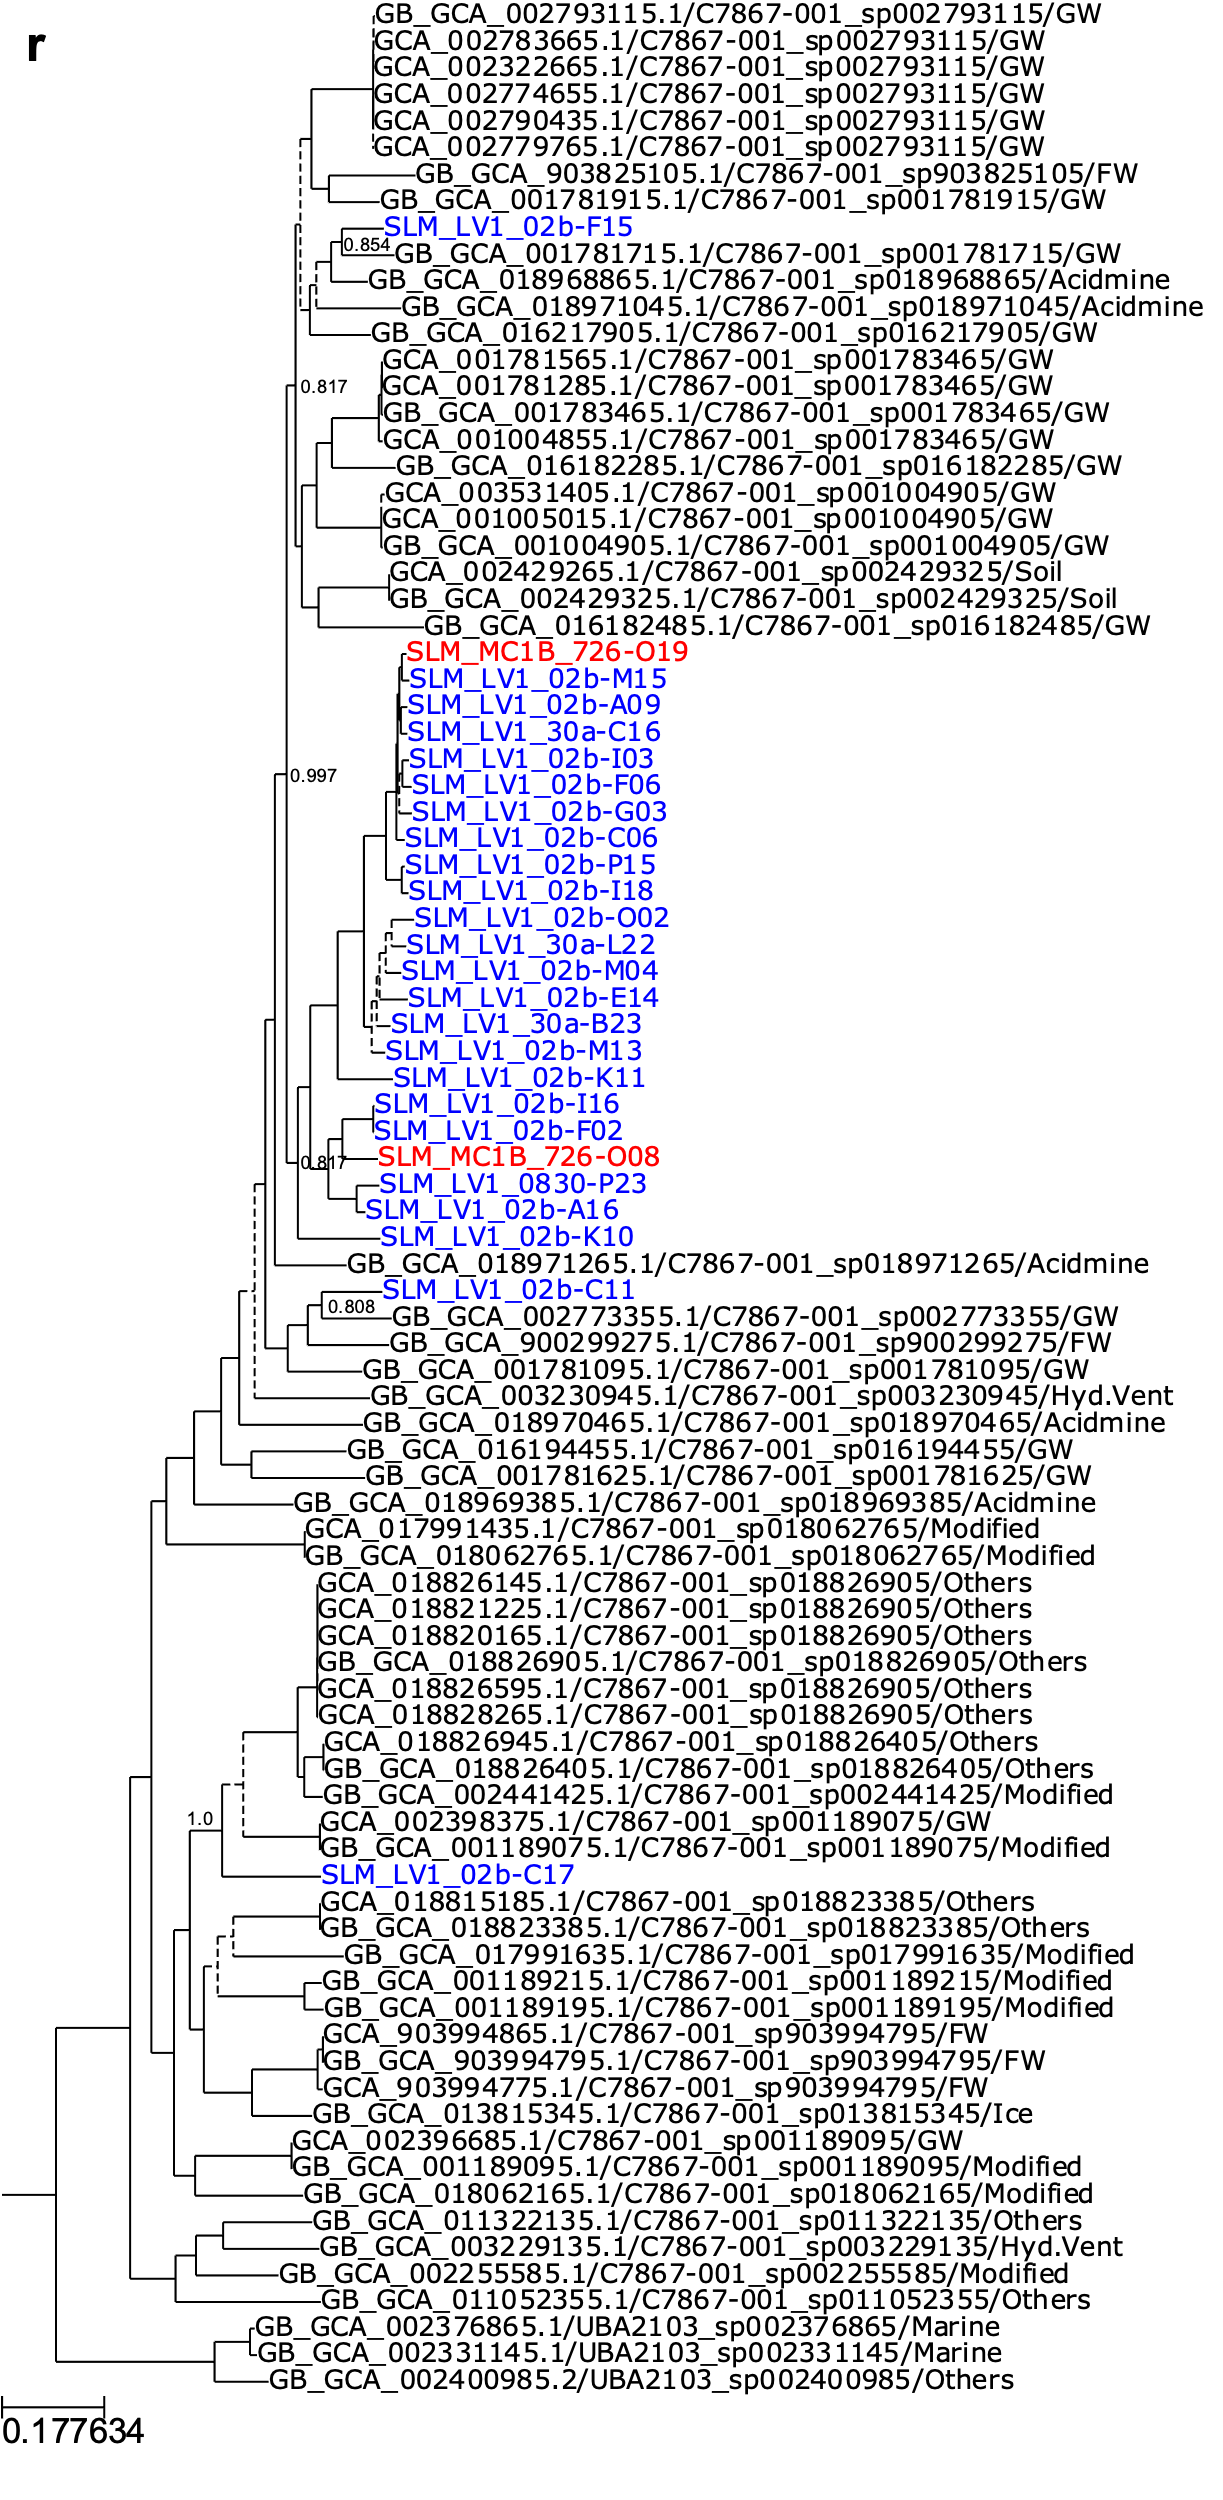 r
GB_GCA_002793115.1/C7867-001_sp002793115/GW
GCA_002783665.1/C7867-001_sp002793115/GW
GCA_002322665.1/C7867-001_sp002793115/GW
GCA_002774655.1/C7867-001_sp002793115/GW
GCA_002790435.1/C7867-001_sp002793115/GW
GCA_002779765.1/C7867-001_sp002793115/GW
GB_GCA_903825105.1/C7867-001_sp903825105/FW
GB_GCA_001781915.1/C7867-001_sp001781915/GW
SLM_LV1_02b-F15
0.854
GB_GCA_001781715.1/C7867-001_sp001781715/GW
GB_GCA_018968865.1/C7867-001_sp018968865/Acidmine
GB_GCA_018971045.1/C7867-001_sp018971045/Acidmine
GB_GCA_016217905.1/C7867-001_sp016217905/GW
GCA_001781565.1/C7867-001_sp001783465/GW
0.817
GCA_001781285.1/C7867-001_sp001783465/GW
GB_GCA_001783465.1/C7867-001_sp001783465/GW
GCA_001004855.1/C7867-001_sp001783465/GW
GB_GCA_016182285.1/C7867-001_sp016182285/GW
GCA_003531405.1/C7867-001_sp001004905/GW
GCA_001005015.1/C7867-001_sp001004905/GW
GB_GCA_001004905.1/C7867-001_sp001004905/GW
GCA_002429265.1/C7867-001_sp002429325/Soil
GB_GCA_002429325.1/C7867-001_sp002429325/Soil
GB_GCA_016182485.1/C7867-001_sp016182485/GW
SLM_MC1B_726-O19
SLM_LV1_02b-M15
SLM_LV1_02b-A09
SLM_LV1_30a-C16
SLM_LV1_02b-I03
0.997
SLM_LV1_02b-F06
SLM_LV1_02b-G03
SLM_LV1_02b-C06
SLM_LV1_02b-P15
SLM_LV1_02b-I18
SLM_LV1_02b-O02
SLM_LV1_30a-L22
SLM_LV1_02b-M04
SLM_LV1_02b-E14
SLM_LV1_30a-B23
SLM_LV1_02b-M13
SLM_LV1_02b-K11
SLM_LV1_02b-I16
SLM_LV1_02b-F02
0.817
SLM_MC1B_726-O08
SLM_LV1_0830-P23
SLM_LV1_02b-A16
SLM_LV1_02b-K10
GB_GCA_018971265.1/C7867-001_sp018971265/Acidmine
SLM_LV1_02b-C11
0.808
GB_GCA_002773355.1/C7867-001_sp002773355/GW
GB_GCA_900299275.1/C7867-001_sp900299275/FW
GB_GCA_001781095.1/C7867-001_sp001781095/GW
GB_GCA_003230945.1/C7867-001_sp003230945/Hyd.Vent
GB_GCA_018970465.1/C7867-001_sp018970465/Acidmine
GB_GCA_016194455.1/C7867-001_sp016194455/GW
GB_GCA_001781625.1/C7867-001_sp001781625/GW
GB_GCA_018969385.1/C7867-001_sp018969385/Acidmine
GCA_017991435.1/C7867-001_sp018062765/Modified
GB_GCA_018062765.1/C7867-001_sp018062765/Modified
GCA_018826145.1/C7867-001_sp018826905/Others
GCA_018821225.1/C7867-001_sp018826905/Others
GCA_018820165.1/C7867-001_sp018826905/Others
GB_GCA_018826905.1/C7867-001_sp018826905/Others
GCA_018826595.1/C7867-001_sp018826905/Others
GCA_018828265.1/C7867-001_sp018826905/Others
GCA_018826945.1/C7867-001_sp018826405/Others
GB_GCA_018826405.1/C7867-001_sp018826405/Others
GB_GCA_002441425.1/C7867-001_sp002441425/Modified
1.0
GCA_002398375.1/C7867-001_sp001189075/GW
GB_GCA_001189075.1/C7867-001_sp001189075/Modified
SLM_LV1_02b-C17
GCA_018815185.1/C7867-001_sp018823385/Others
GB_GCA_018823385.1/C7867-001_sp018823385/Others
GB_GCA_017991635.1/C7867-001_sp017991635/Modified
GB_GCA_001189215.1/C7867-001_sp001189215/Modified
GB_GCA_001189195.1/C7867-001_sp001189195/Modified
GCA_903994865.1/C7867-001_sp903994795/FW
GB_GCA_903994795.1/C7867-001_sp903994795/FW
GCA_903994775.1/C7867-001_sp903994795/FW
GB_GCA_013815345.1/C7867-001_sp013815345/Ice
GCA_002396685.1/C7867-001_sp001189095/GW
GB_GCA_001189095.1/C7867-001_sp001189095/Modified
GB_GCA_018062165.1/C7867-001_sp018062165/Modified
GB_GCA_011322135.1/C7867-001_sp011322135/Others
GB_GCA_003229135.1/C7867-001_sp003229135/Hyd.Vent
GB_GCA_002255585.1/C7867-001_sp002255585/Modified
GB_GCA_011052355.1/C7867-001_sp011052355/Others
GB_GCA_002376865.1/UBA2103_sp002376865/Marine
GB_GCA_002331145.1/UBA2103_sp002331145/Marine
GB_GCA_002400985.2/UBA2103_sp002400985/Others
0.177634